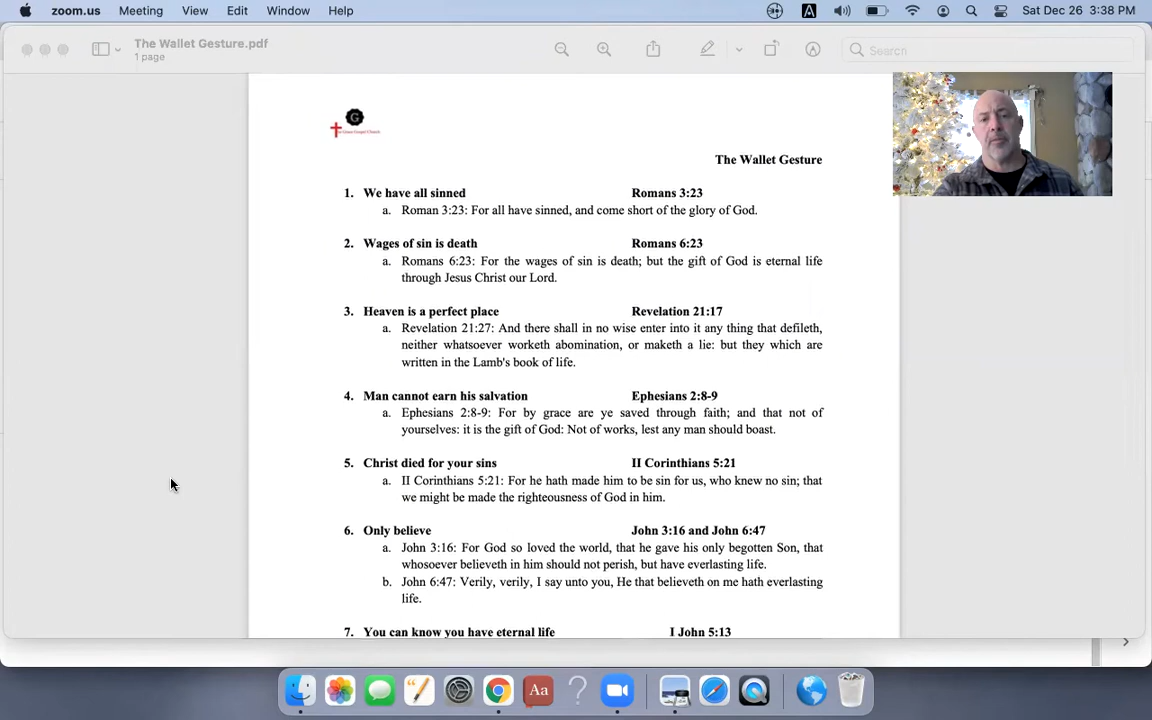 zoom.us Meeting View Edit Window Help A Sat Dec 26 3:38 PM
The Wallet Gesture.pdf
1 page
Search
G
Grace Gospel Church
The Wallet Gesture
1. We have all sinned Romans 3:23
a. Roman 3:23: For all have sinned, and come short of the glory of God.
2. Wages of sin is death Romans 6:23
a. Romans 6:23: For the wages of sin is death; but the gift of God is eternal life
through Jesus Christ our Lord.
3. Heaven is a perfect place Revelation 21:17
a. Revelation 21:27: And there shall in no wise enter into it any thing that defileth,
neither whatsoever worketh abomination, or maketh a lie: but they which are
written in the Lamb's book of life.
4. Man cannot earn his salvation Ephesians 2:8-9
a. Ephesians 2:8-9: For by grace are ye saved through faith; and that not of
yourselves: it is the gift of God: Not of works, lest any man should boast.
5. Christ died for your sins II Corinthians 5:21
a. II Corinthians 5:21: For he hath made him to be sin for us, who knew no sin; that
we might be made the righteousness of God in him.
6. Only believe John 3:16 and John 6:47
a. John 3:16: For God so loved the world, that he gave his only begotten Son, that
whosoever believeth in him should not perish, but have everlasting life.
b. John 6:47: Verily, verily, I say unto you, He that believeth on me hath everlasting
life.
7. You can know you have eternal life I John 5:13
Aa
?